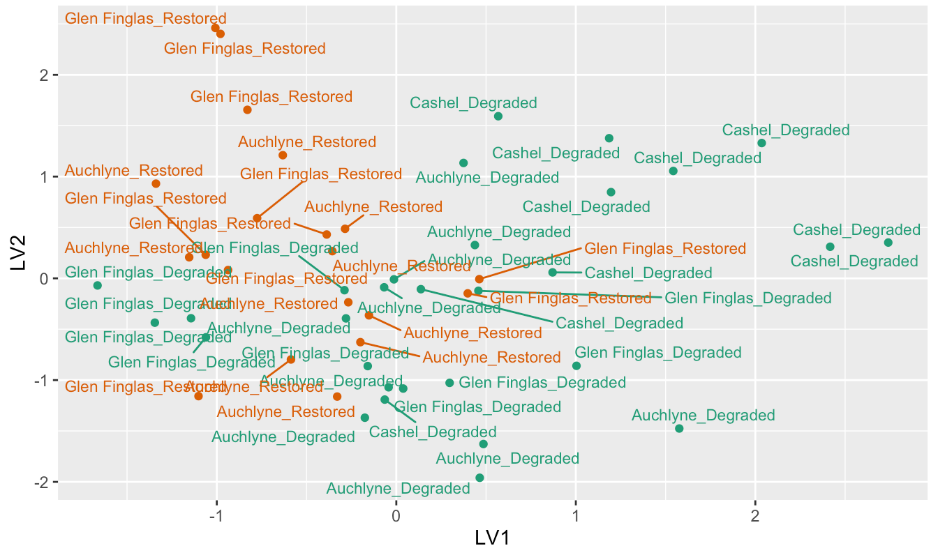 Glen Finglas_Restored
Glen Finglas_Restored
2
Glen Finglas_Restored
Cashel_Degraded
Cashel_Degraded
Auchlyne_Restored
Cashel_Degraded
Cashel_Degraded
Auchlyne_Restored
Glen Finglas_Restored
Auchlyne_Degraded
1
Glen Finglas_Restored
Auchlyne_Restored
Cashel_Degraded
Glen Finglas_Restored
Auchlyne_Degraded
Cashel_Degraded
Auchlyne_Restored
Glen Finglas_Degraded
Glen Finglas_Restored
LV2
Auchlyne_Degraded
Cashel_Degraded
Auchlyne_Restored
Glen Finglas_Degraded
Cashel_Degraded
0
Glen Finglas_Restored
Glen Finglas_Restored
Glen Finglas_Degraded
Glen Finglas_Degraded
Auchlyne_Restored
Auchlyne_Degraded
Cashel_Degraded
Auchlyne_Degraded
Auchlyne_Restored
Glen Finglas_Degraded
Glen Finglas_Degraded
Glen Finglas_Degraded
Auchlyne_Restored
Glen Finglas_Degraded
-1
Auchlyne_Degraded
Glen Finglas_Degraded
Glen Finglas_Restored
Auchlyne_Restored
Auchlyne_Restored
Glen Finglas_Degraded
Auchlyne_Degraded
Auchlyne_Degraded
Cashel_Degraded
Auchlyne_Degraded
-2
Auchlyne_Degraded
-1
0
1
2
LV1